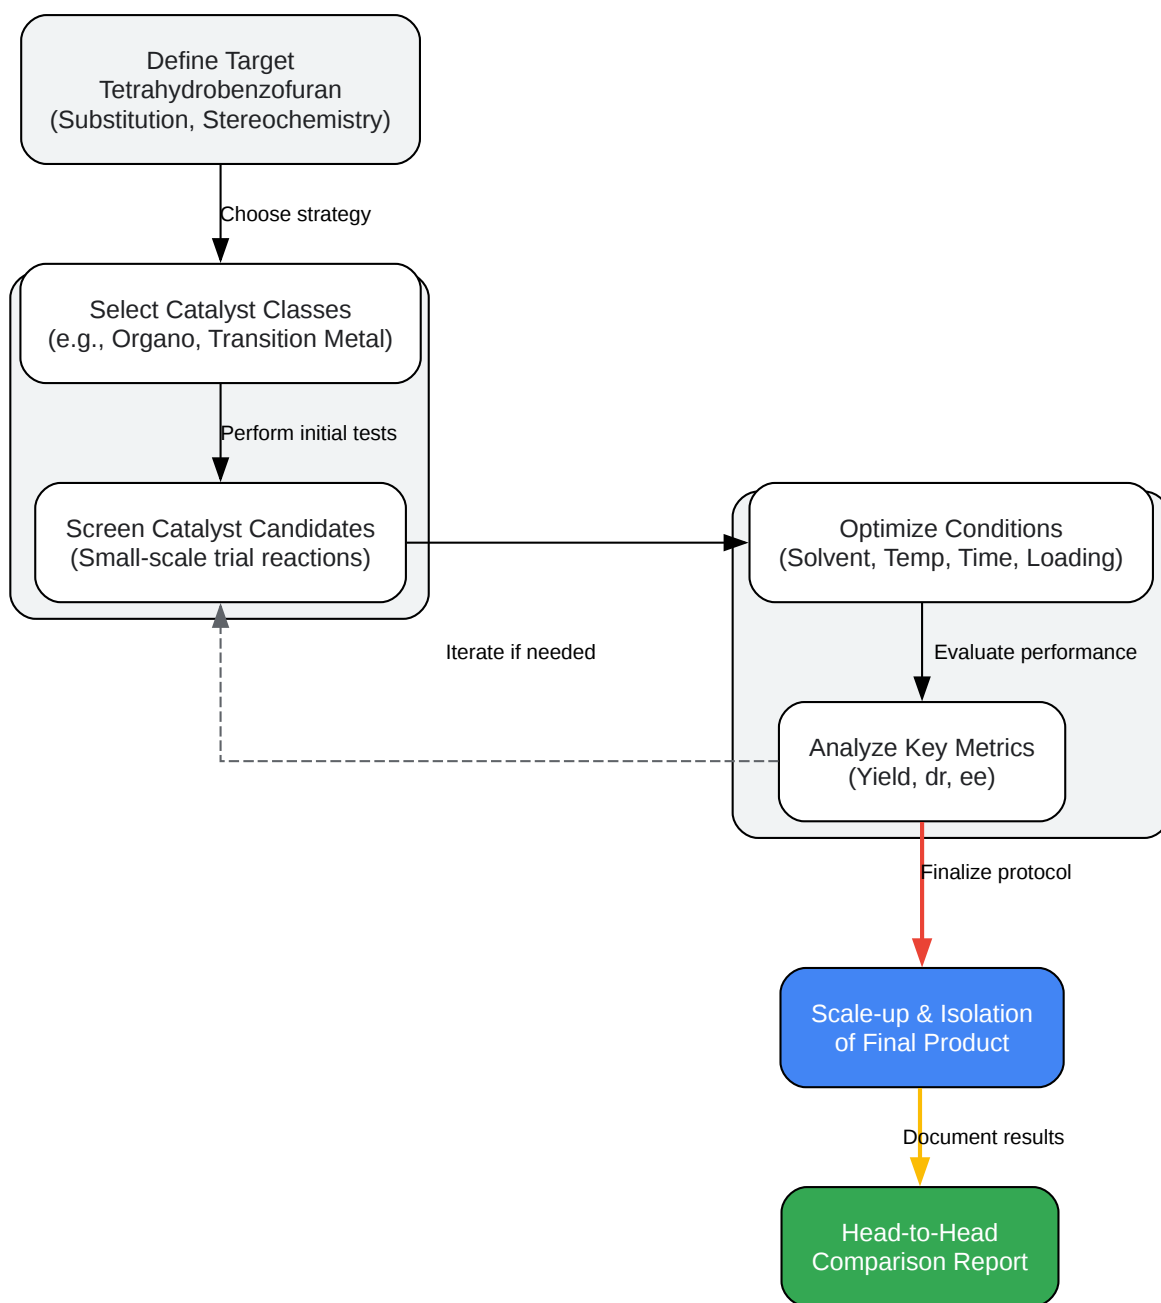 Define Target
Tetrahydrobenzofuran
(Substitution, Stereochemistry)
Choose strategy
Select Catalyst Classes
(e.g., Organo, Transition Metal)
Perform initial tests
Screen Catalyst Candidates
(Small-scale trial reactions)
Optimize Conditions
(Solvent, Temp, Time, Loading)
Iterate if needed
Evaluate performance
Analyze Key Metrics
(Yield, dr, ee)
Finalize protocol
Scale-up & Isolation
of Final Product
Document results
Head-to-Head
Comparison Report